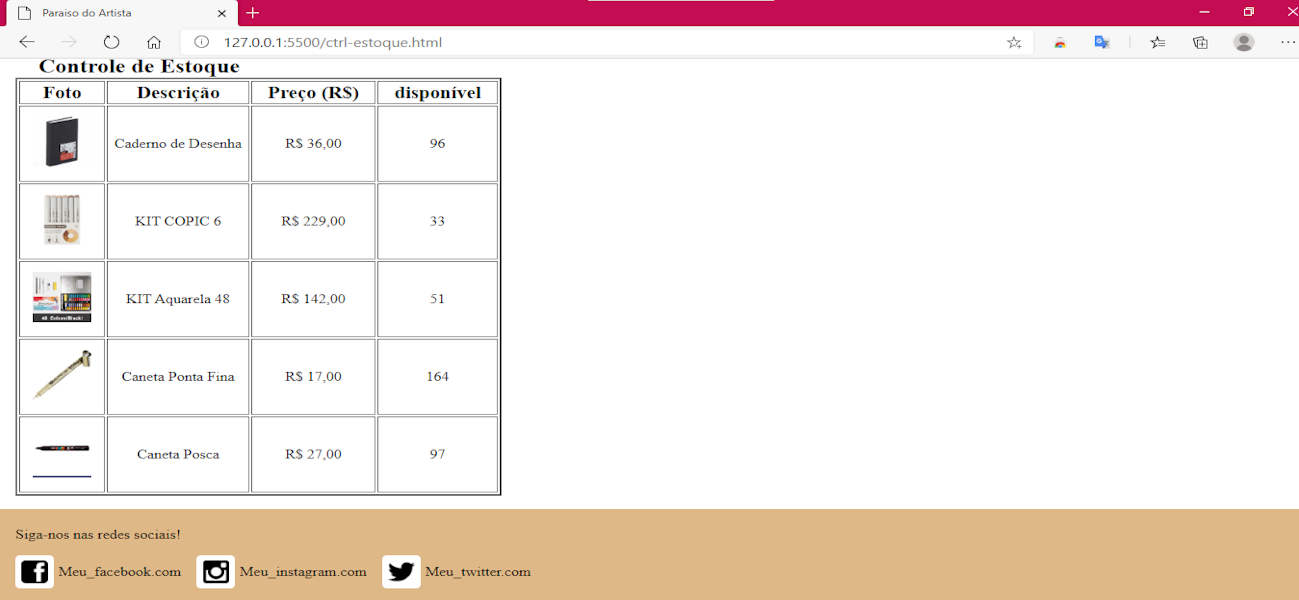 Paraiso do Artista
127.0.0.1:5500/ctrl-estoque.html
Controle de Estoque
Foto Descrição Preço (R$) disponível
Caderno de Desenha R$ 36,00 96
KIT COPIC 6 R$ 229,00 33
KIT Aquarela 48 R$ 142,00 51
Caneta Ponta Fina R$ 17,00 164
Caneta Posca R$ 27,00 97
Siga-nos nas redes sociais!
Meu_facebook.com Meu_instagram.com Meu_twitter.com